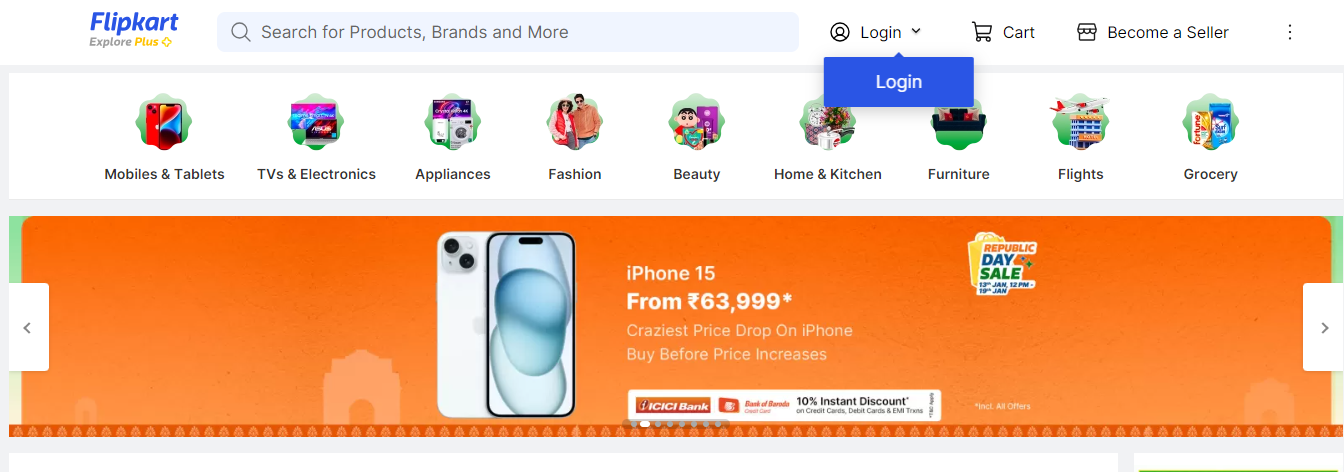 Flipkart
Explore Plus
Search for Products, Brands and More
Login
Cart
Become a Seller
Login
Mobiles & Tablets
TVs & Electronics
Appliances
Fashion
Beauty
Home & Kitchen
Furniture
Flights
Grocery
iPhone 15
From ₹63,999*
Craziest Price Drop On iPhone
Buy Before Price Increases
REPUBLIC
DAY
SALE
13TH JAN, 12 PM -
19TH JAN
ICICI Bank
Bank of Baroda
Credit Card
10% Instant Discount*
on Credit Cards, Debit Cards & EMI Trxns
*T&C Apply
*Incl. All Offers